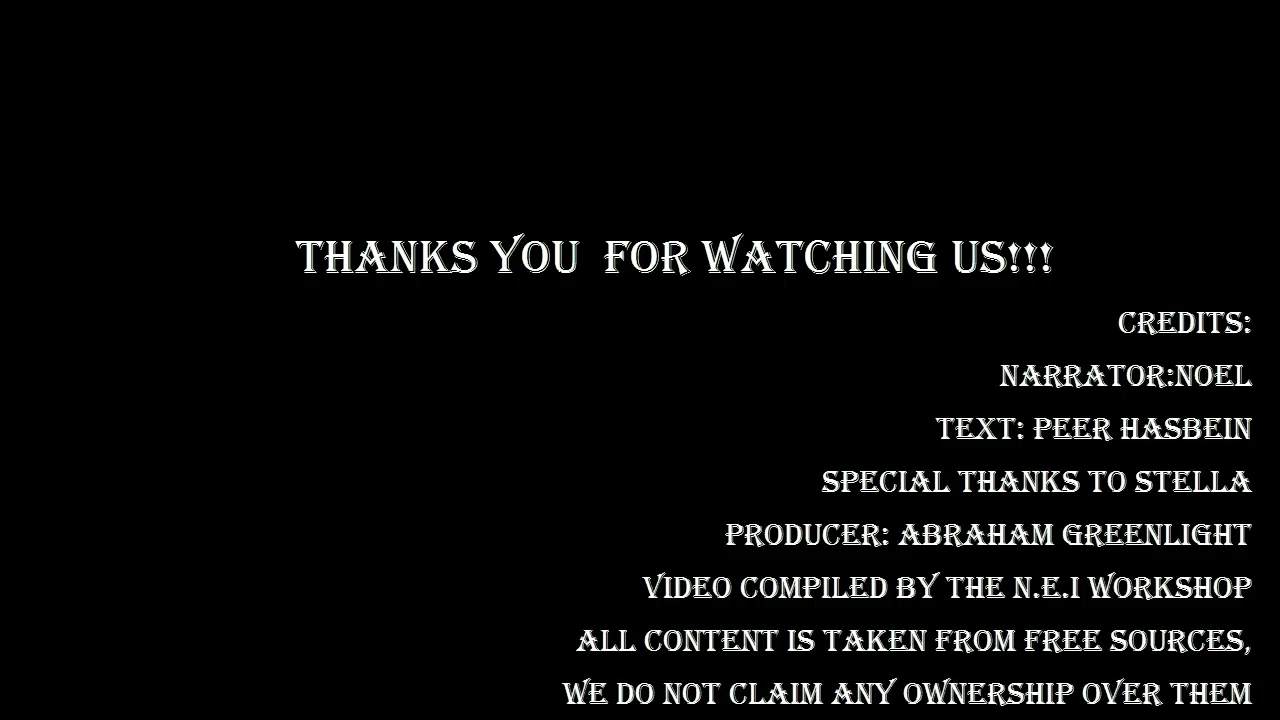 THANKS YOU  FOR WATCHING US!!!
CREDITS:
NARRATOR:NOEL
TEXT: PEER HASBEIN
SPECIAL THANKS TO STELLA
PRODUCER: ABRAHAM GREENLIGHT
VIDEO COMPILED BY THE N.E.I WORKSHOP
ALL CONTENT IS TAKEN FROM FREE SOURCES,
WE DO NOT CLAIM ANY OWNERSHIP OVER THEM